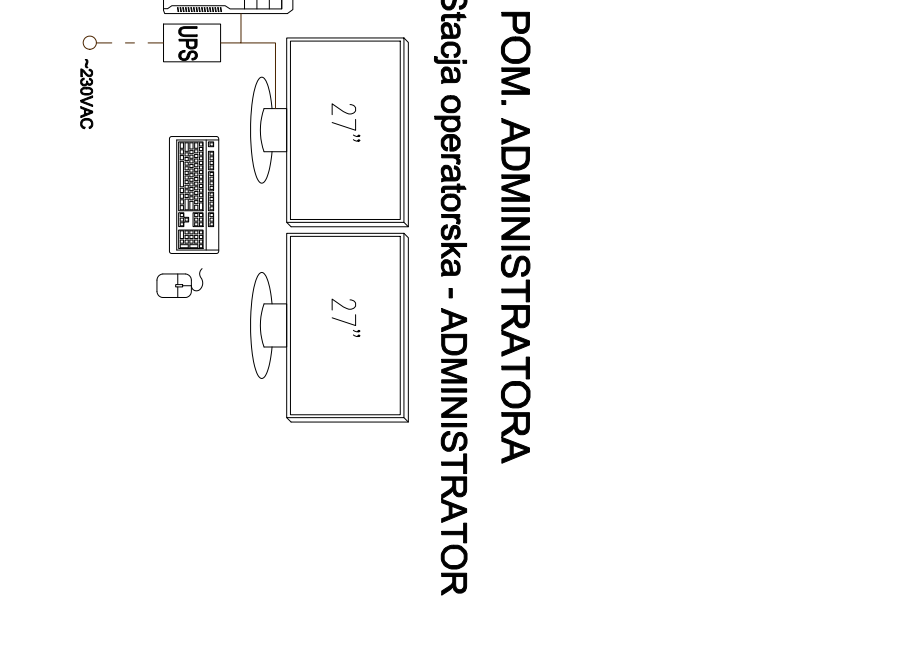 POM. ADMINISTRATORA
Stacja operatorska - ADMINISTRATOR
27”
27”
UPS
~230VAC